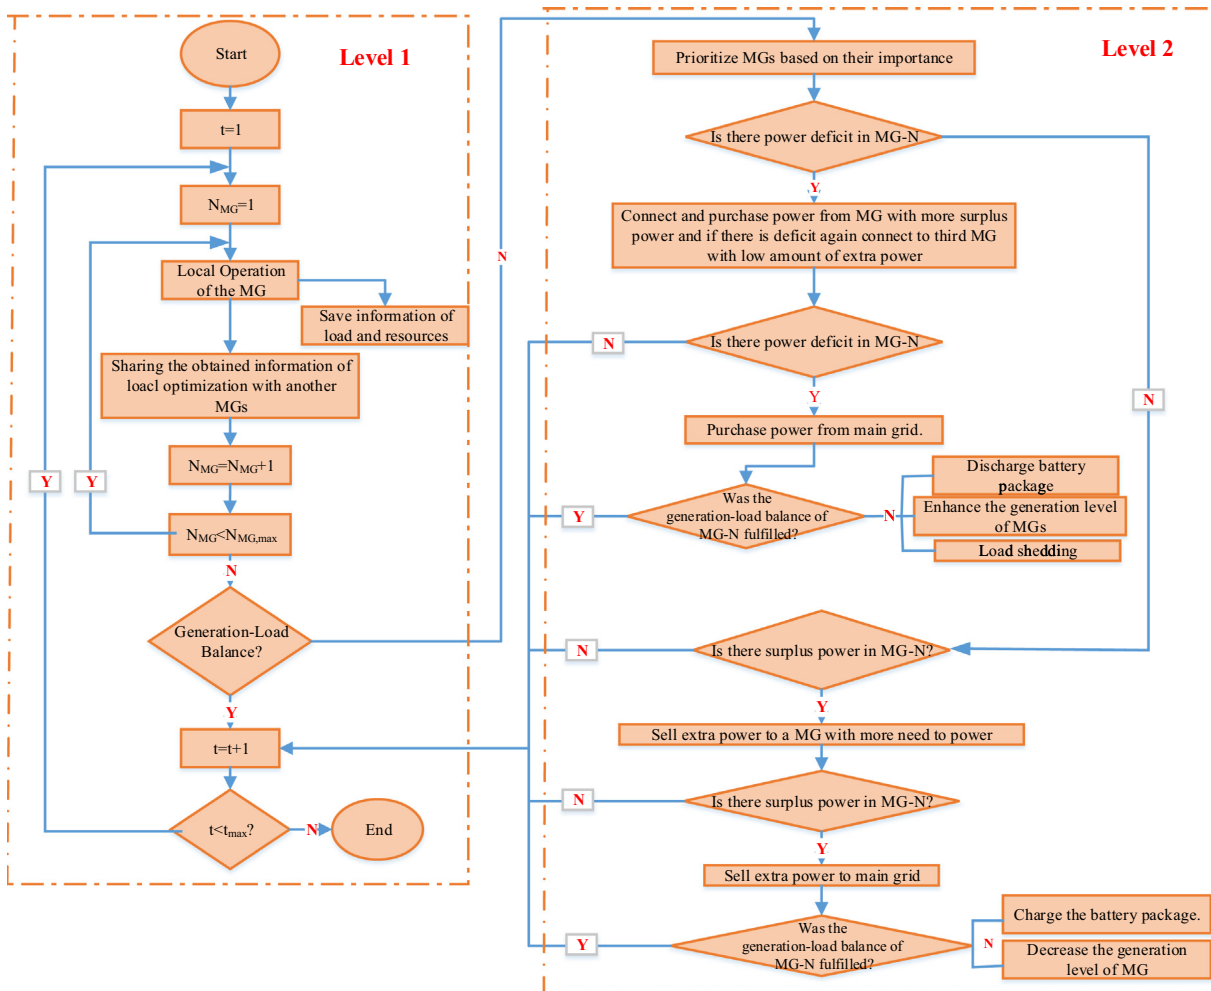 Start
Level 1
t=1
N_MG=1
Local Operation
of the MG
Save information of
load and resources
Sharing the obtained information of
loacl optimization with another
MGs
N_MG=N_MG+1
Y
Y
N_MG<N_MG,max
N
Generation-Load
Balance?
N
Y
t=t+1
t<t_max?
N
End
Level 2
Prioritize MGs based on their importance
Is there power deficit in MG-N
Y
N
Connect and purchase power from MG with more surplus
power and if there is deficit again connect to third MG
with low amount of extra power
Is there power deficit in MG-N
N
Y
Purchase power from main grid.
Was the
generation-load balance of
MG-N fulfilled?
Y
N
Discharge battery
package
Enhance the generation level
of MGs
Load shedding
Is there surplus power in MG-N?
N
Y
Sell extra power to a MG with more need to power
Is there surplus power in MG-N?
N
Y
Sell extra power to main grid
Was the
generation-load balance of
MG-N fulfilled?
Y
N
Charge the battery package.
Decrease the generation
level of MG